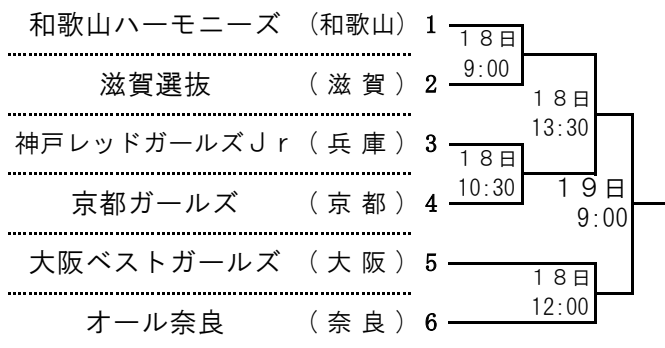 和歌山ハーモニーズ （和歌山） 1
１８日
9:00
滋賀選抜 （ 滋 賀 ） 2
１８日
13:30
神戸レッドガールズＪｒ （ 兵 庫 ） 3
１８日
10:30
京都ガールズ （ 京 都 ） 4
１９日
9:00
大阪ベストガールズ （ 大 阪 ） 5
１８日
12:00
オール奈良 （ 奈 良 ） 6